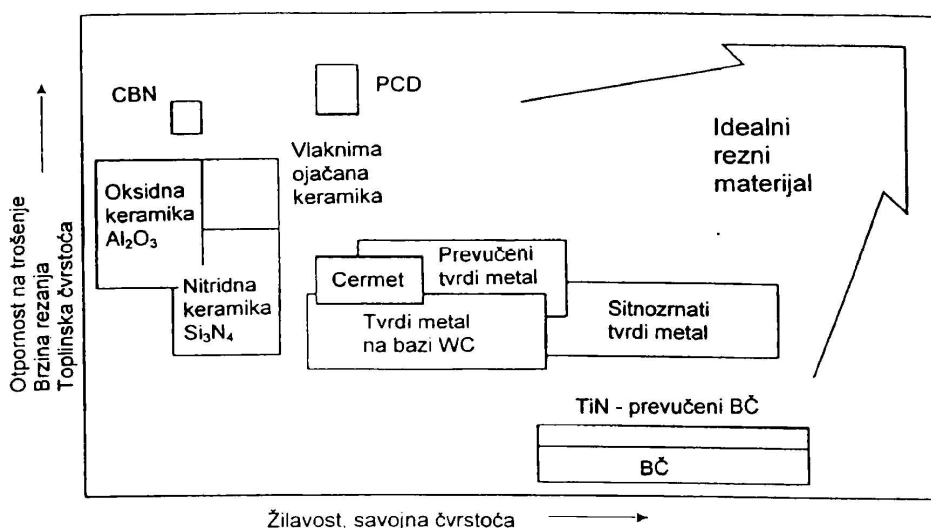 CBN
PCD
Vlaknima
ojačana
keramika
Idealni
rezni
materijal
Oksidna
keramika
Al₂O₃
Nitridna
keramika
Si₃N₄
Cermet
Prevučeni
tvrdi metal
Tvrdi metal
na bazi WC
Sitnozrnati
tvrdi metal
TiN - prevučeni BČ
BČ
Otpornost na trošenje
Brzina rezanja
Toplinska čvrstoća
Žilavost, savojna čvrstoća